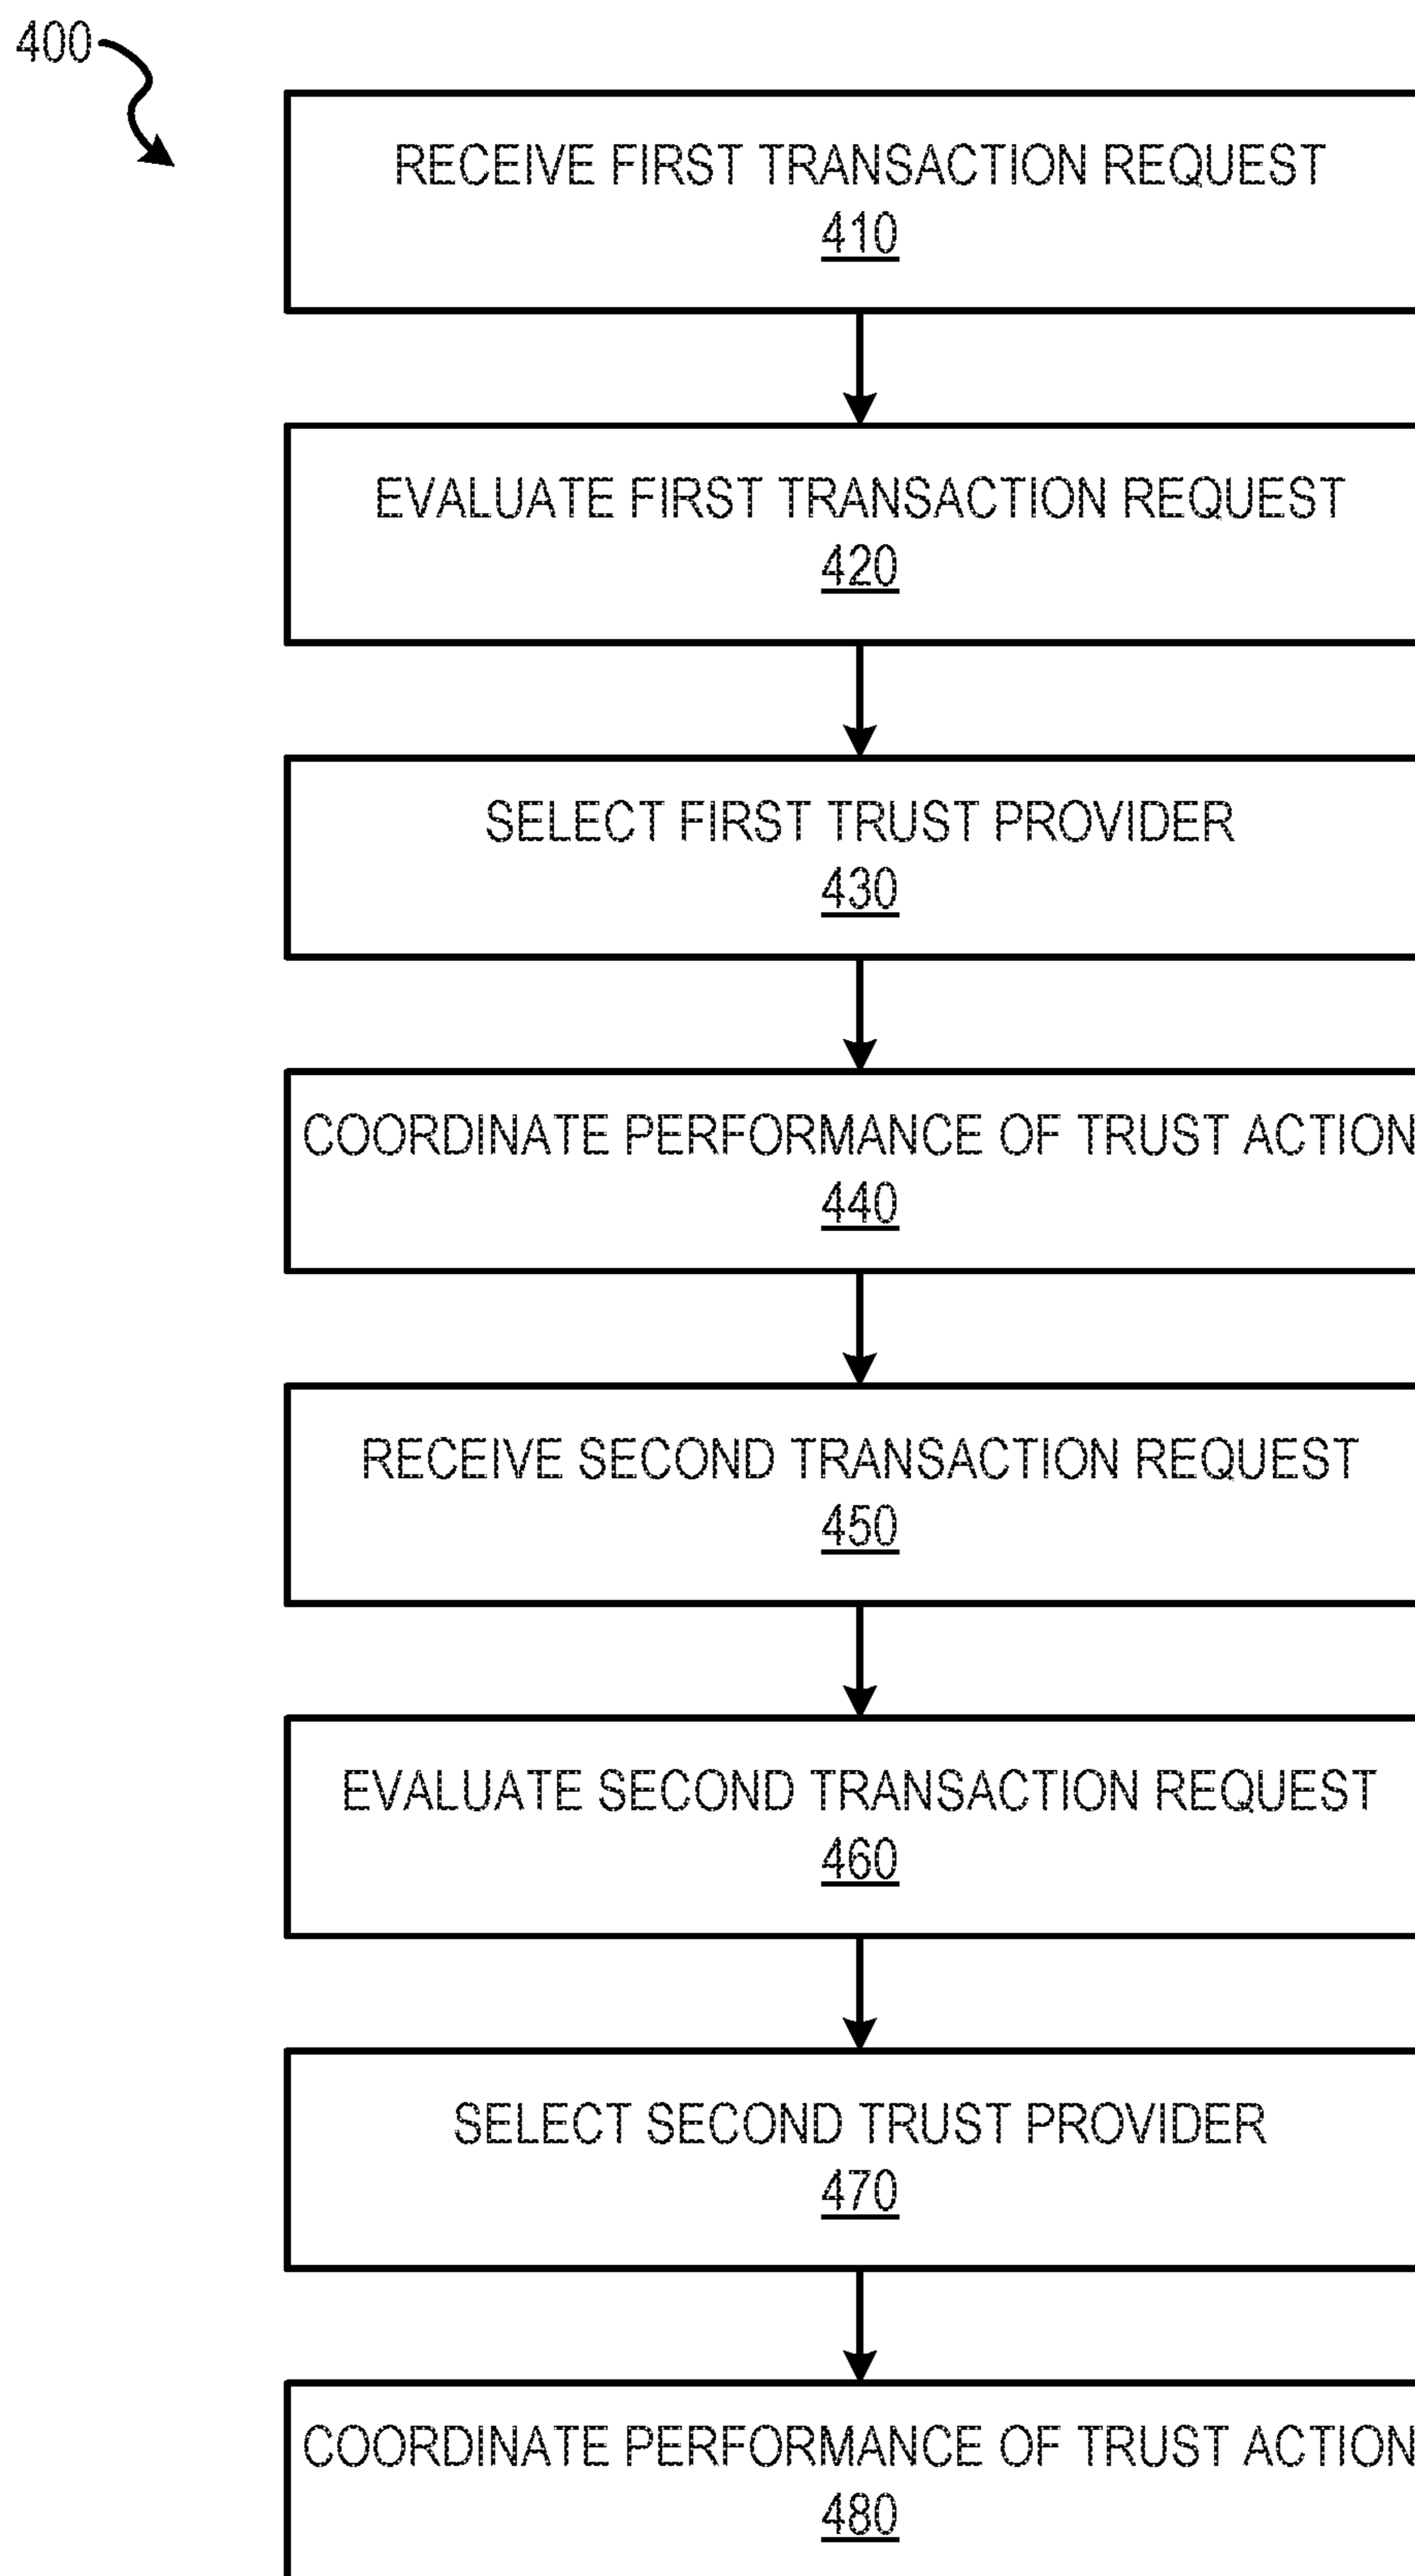 400
RECEIVE FIRST TRANSACTION REQUEST
410
EVALUATE FIRST TRANSACTION REQUEST
420
SELECT FIRST TRUST PROVIDER
430
COORDINATE PERFORMANCE OF TRUST ACTION
440
RECEIVE SECOND TRANSACTION REQUEST
450
EVALUATE SECOND TRANSACTION REQUEST
460
SELECT SECOND TRUST PROVIDER
470
COORDINATE PERFORMANCE OF TRUST ACTION
480